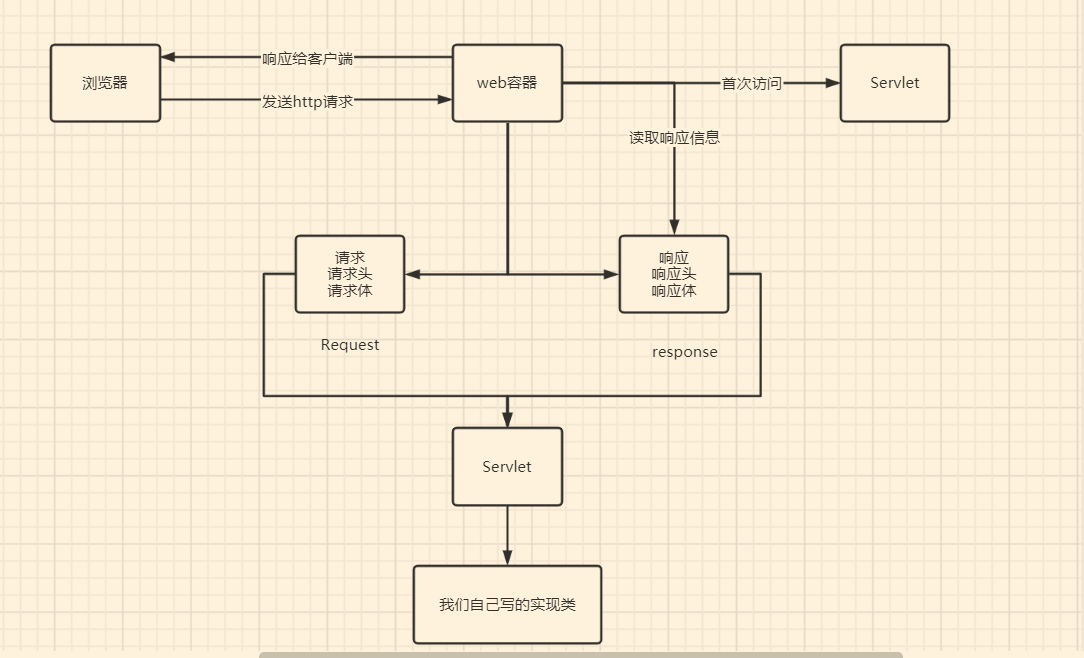 响应给客户端
浏览器
web容器
首次访问
Servlet
发送http请求
读取响应信息
请求
请求头
请求体
响应
响应头
响应体
Request
response
Servlet
我们自己写的实现类